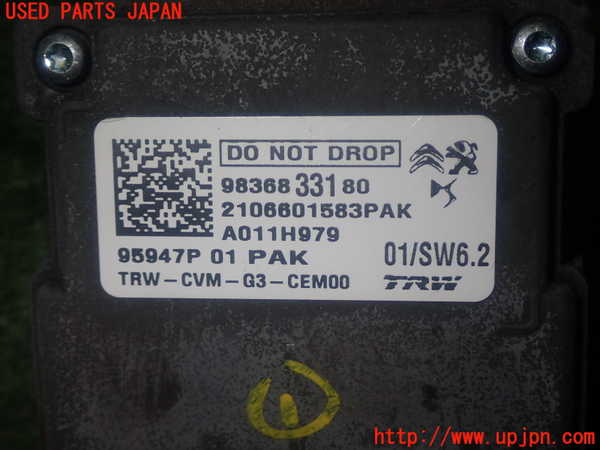 USED PARTS JAPAN
DO NOT DROP
98368 331 80
2106601583PAK
A011H979
95947P 01 PAK
01/SW6.2
TRW-CVM-G3-CEM00
TRW
http://www.upjpn.com